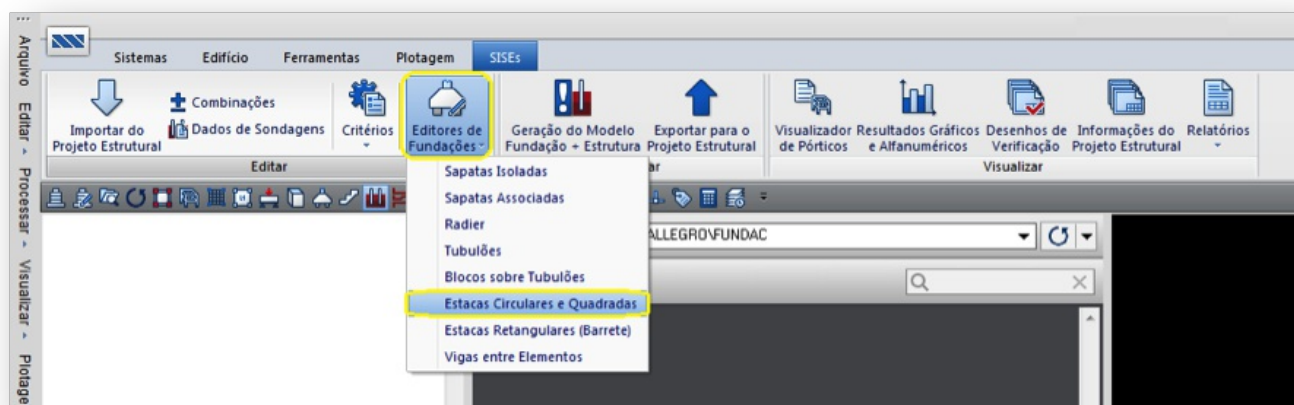 Sistemas Edifício Ferramentas Plotagem SISEs
Importar do
Projeto Estrutural
Combinações
Dados de Sondagens
Critérios
Editores de
Fundações
Geração do Modelo
Fundação + Estrutura
Exportar para o
Projeto Estrutural
Visualizador
de Pórticos
Resultados Gráficos
e Alfanuméricos
Desenhos de
Verificação
Informações do
Projeto Estrutural
Relatórios
Editar
ar
Visualizar
Sapatas Isoladas
Sapatas Associadas
Radier
Tubulões
Blocos sobre Tubulões
Estacas Circulares e Quadradas
Estacas Retangulares (Barrete)
Vigas entre Elementos
ALLEGRO\FUNDAC
Arquivo
Editar
Processar
Visualizar
Plotage